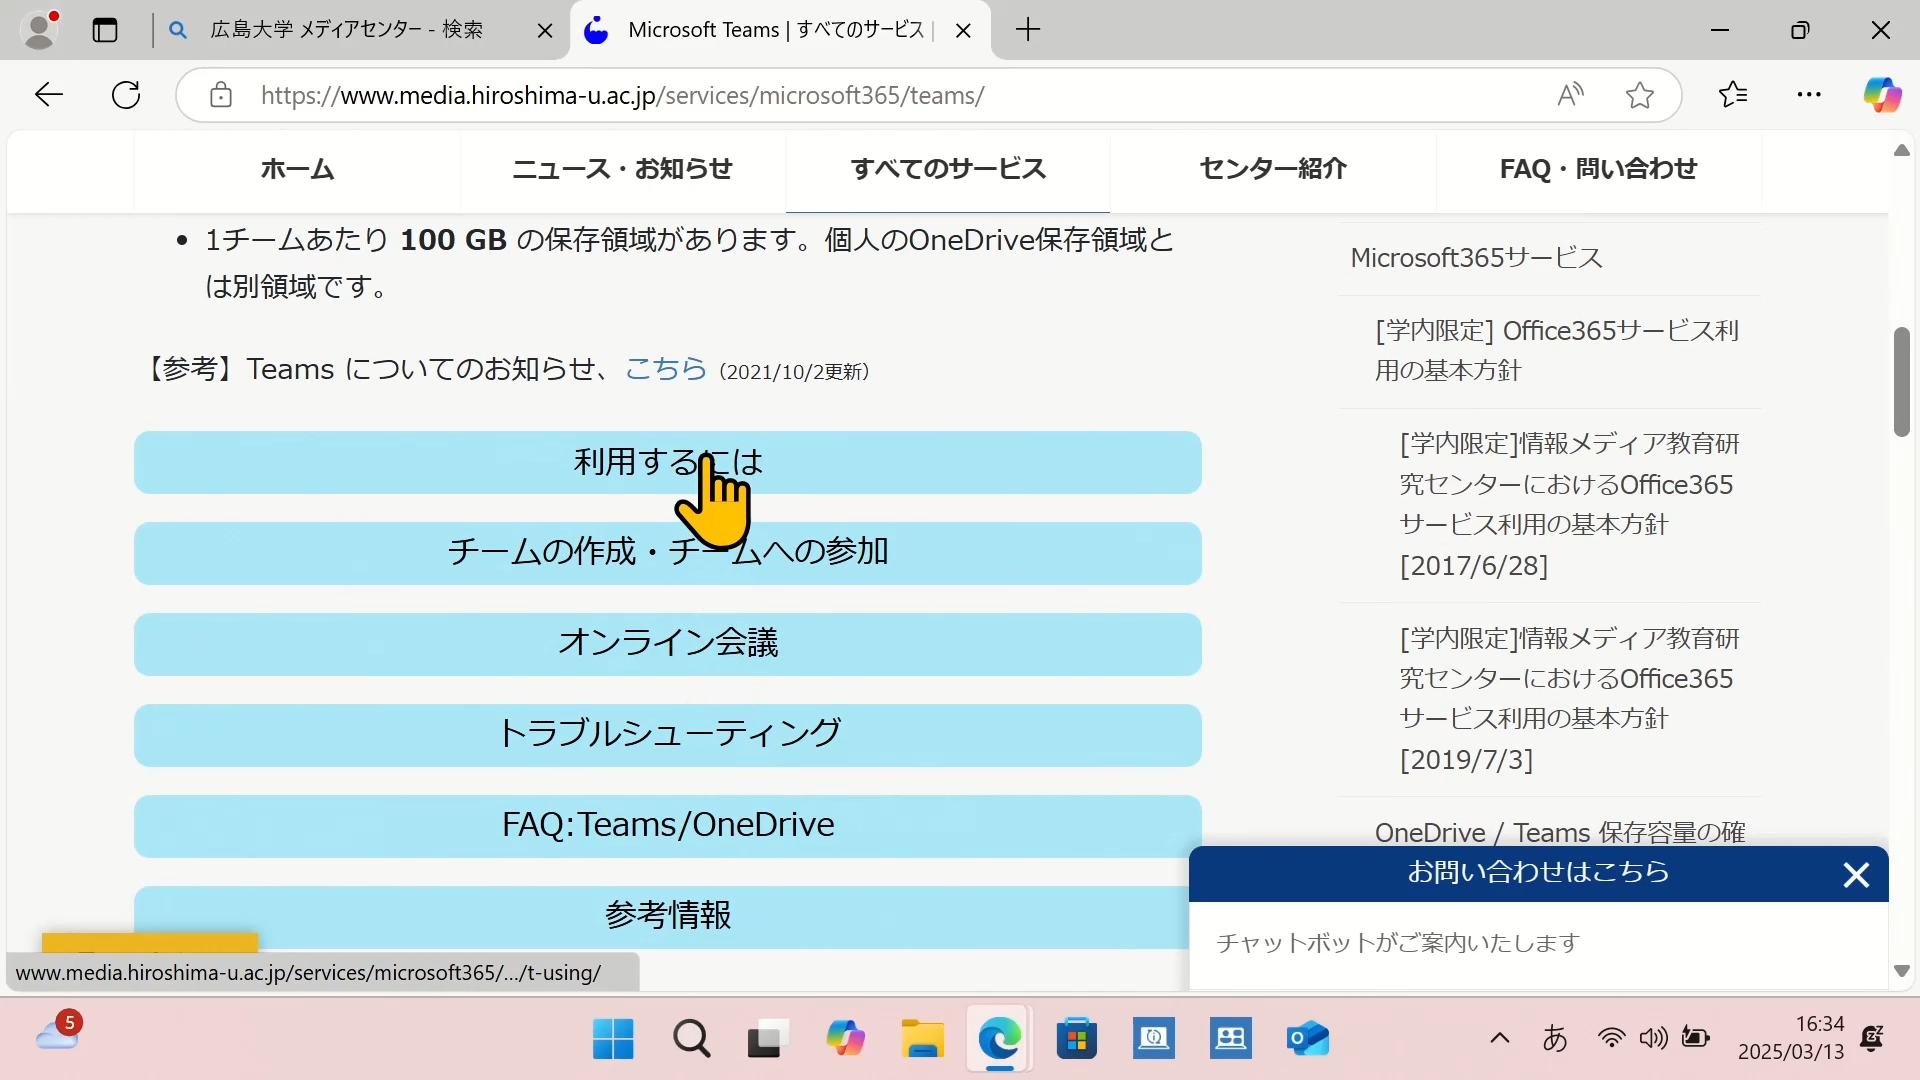 広島大学 メディアセンター - 検索
Microsoft Teams | すべてのサービス |
https://www.media.hiroshima-u.ac.jp/services/microsoft365/teams/
ホーム
ニュース・お知らせ
すべてのサービス
センター紹介
FAQ・問い合わせ
• 1チームあたり 100 GB の保存領域があります。個人のOneDrive保存領域と
は別領域です。
【参考】Teams についてのお知らせ、こちら（2021/10/2更新）
利用するには
チームの作成・チームへの参加
オンライン会議
トラブルシューティング
FAQ:Teams/OneDrive
参考情報
www.media.hiroshima-u.ac.jp/services/microsoft365/.../t-using/
Microsoft365サービス
[学内限定] Office365サービス利
用の基本方針
[学内限定]情報メディア教育研
究センターにおけるOffice365
サービス利用の基本方針
[2017/6/28]
[学内限定]情報メディア教育研
究センターにおけるOffice365
サービス利用の基本方針
[2019/7/3]
OneDrive / Teams 保存容量の確
お問い合わせはこちら
チャットボットがご案内いたします
5
あ
16:34
2025/03/13